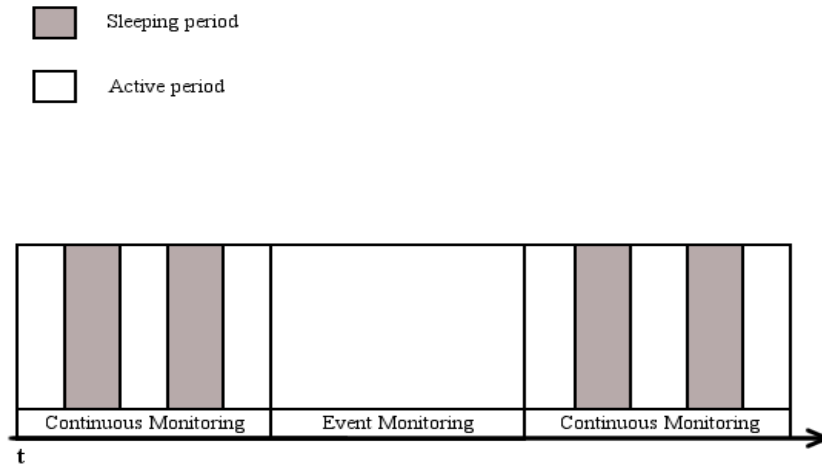 Sleeping period
Active period
Continuous Monitoring
Event Monitoring
Continuous Monitoring
t